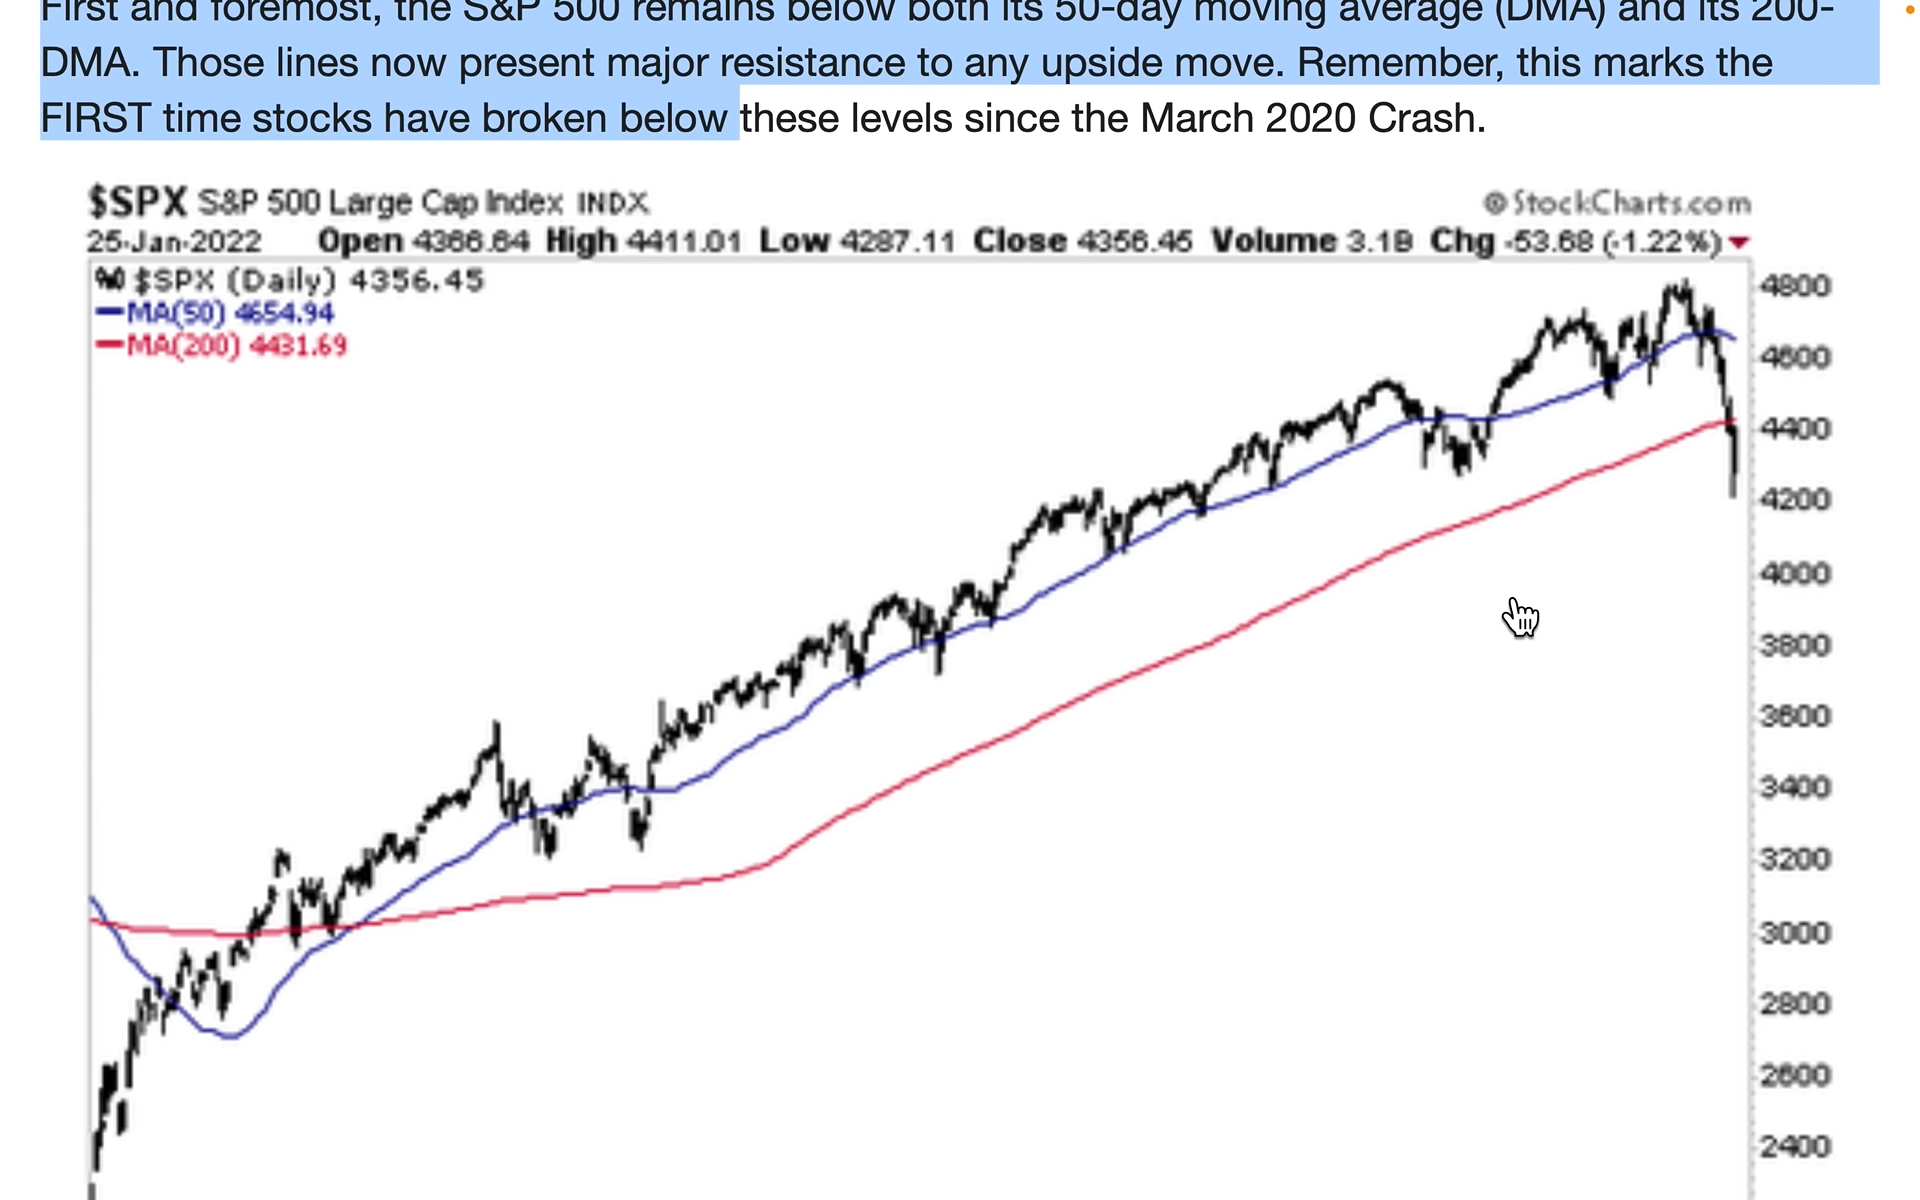 First and foremost, the S&P 500 remains below both its 50-day moving average (DMA) and its 200-
DMA. Those lines now present major resistance to any upside move. Remember, this marks the
FIRST time stocks have broken below these levels since the March 2020 Crash.
$SPX S&P 500 Large Cap Index INDX © StockCharts.com
25-Jan-2022 Open 4366.64 High 4411.01 Low 4287.11 Close 4356.45 Volume 3.1B Chg -53.68 (-1.22%)
$SPX (Daily) 4356.45
MA(50) 4654.94
MA(200) 4431.69
4800
4600
4400
4200
4000
3800
3600
3400
3200
3000
2800
2600
2400